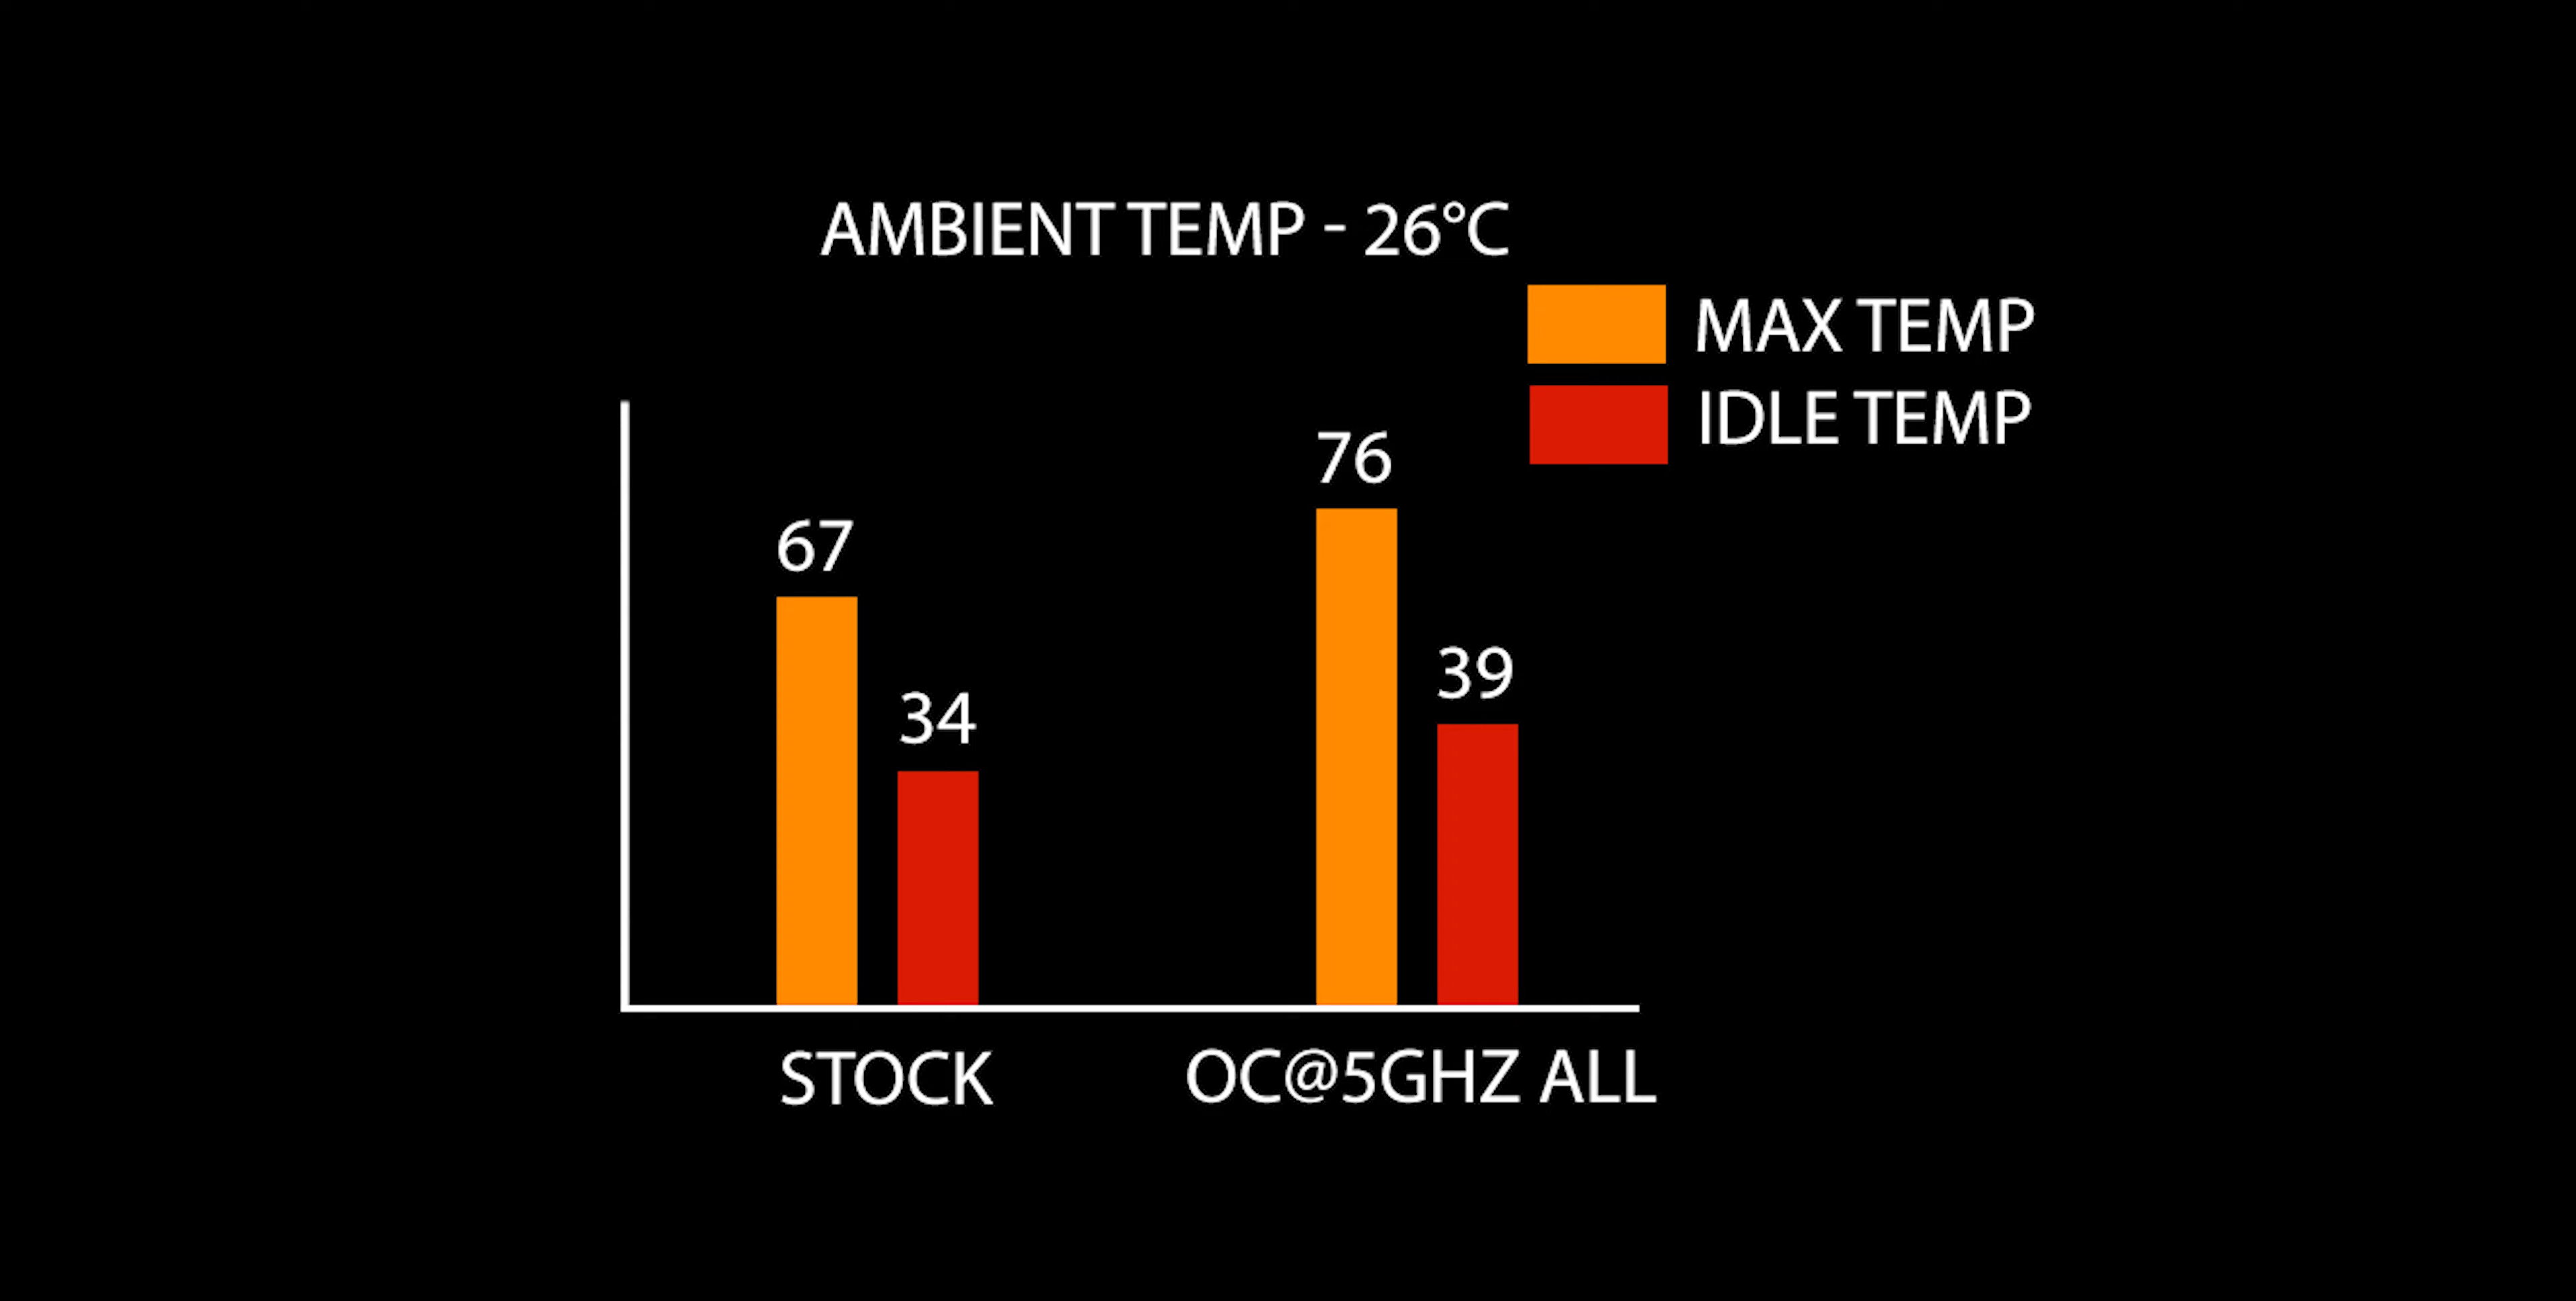 AMBIENT TEMP - 26°C
MAX TEMP
IDLE TEMP
76
67
39
34
STOCK
OC@5GHZ ALL